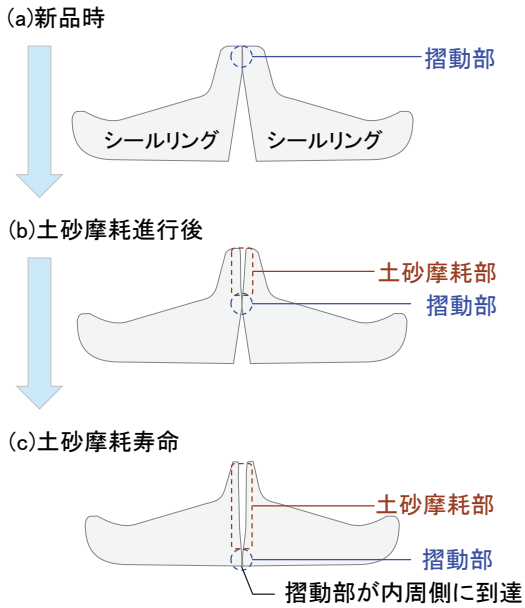 (a)新品時
摺動部
シールリング シールリング
(b)土砂摩耗進行後
土砂摩耗部
摺動部
(c)土砂摩耗寿命
土砂摩耗部
摺動部
摺動部が内周側に到達